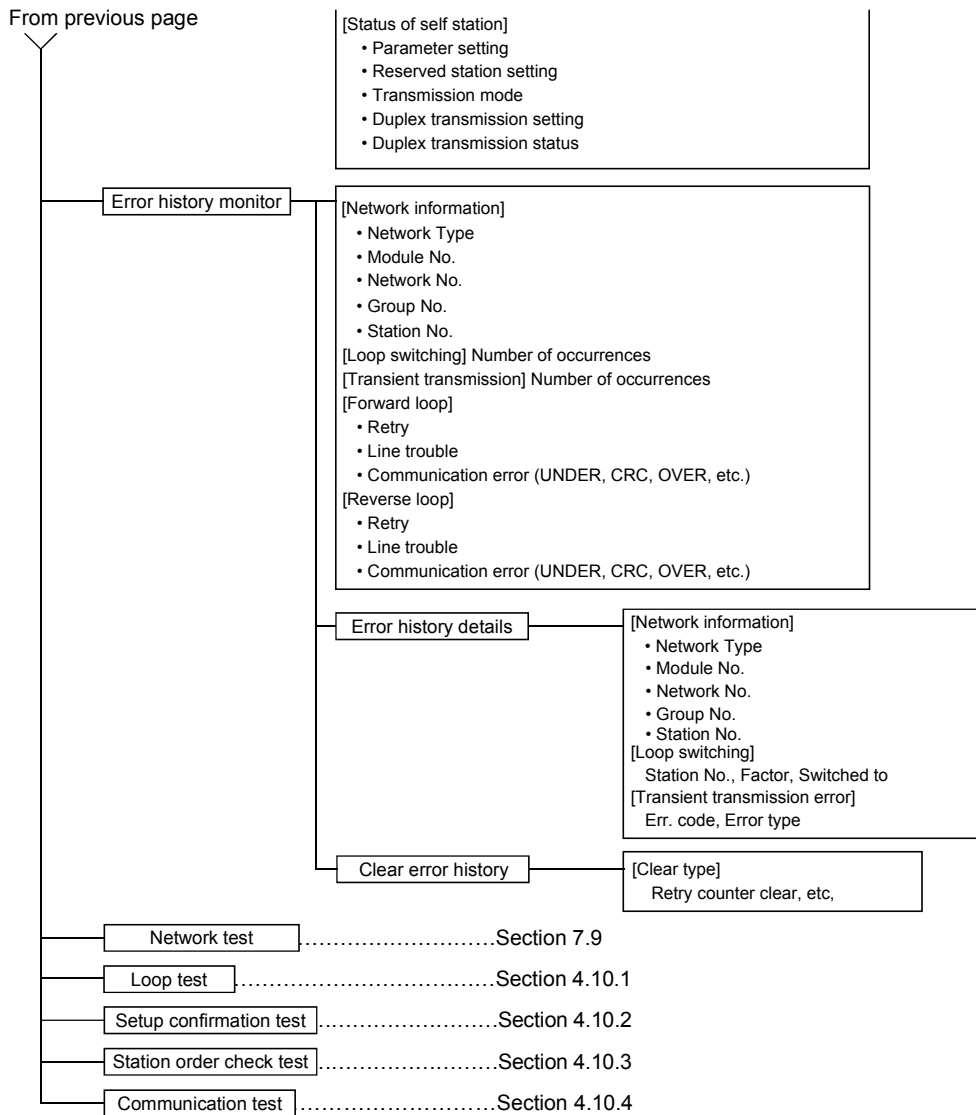 From previous page
[Status of self station]
• Parameter setting
• Reserved station setting
• Transmission mode
• Duplex transmission setting
• Duplex transmission status
Error history monitor
[Network information]
• Network Type
• Module No.
• Network No.
• Group No.
• Station No.
[Loop switching] Number of occurrences
[Transient transmission] Number of occurrences
[Forward loop]
• Retry
• Line trouble
• Communication error (UNDER, CRC, OVER, etc.)
[Reverse loop]
• Retry
• Line trouble
• Communication error (UNDER, CRC, OVER, etc.)
Error history details
[Network information]
• Network Type
• Module No.
• Network No.
• Group No.
• Station No.
[Loop switching]
Station No., Factor, Switched to
[Transient transmission error]
Err. code, Error type
Clear error history
[Clear type]
Retry counter clear, etc,
Network test ..............................Section 7.9
Loop test ..........................................Section 4.10.1
Setup confirmation test ............................Section 4.10.2
Station order check test ............................Section 4.10.3
Communication test ..............................Section 4.10.4